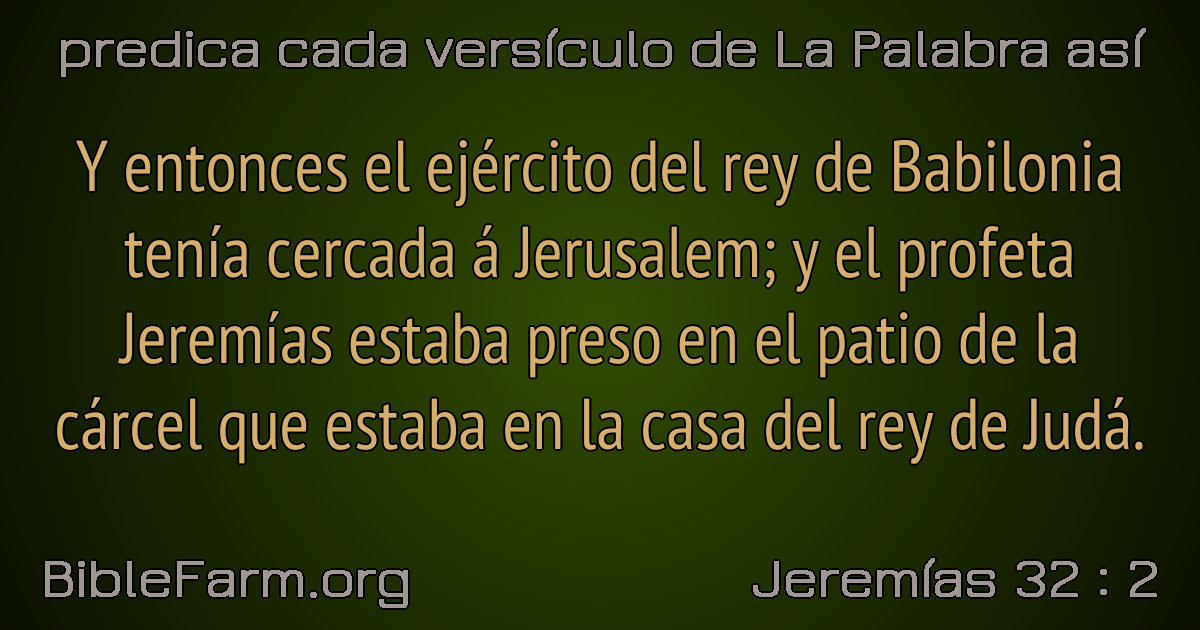 predica cada versículo de La Palabra así
Y entonces el ejército del rey de Babilonia
tenía cercada á Jerusalem; y el profeta
Jeremías estaba preso en el patio de la
cárcel que estaba en la casa del rey de Judá.
BibleFarm.org
Jeremías 32 : 2